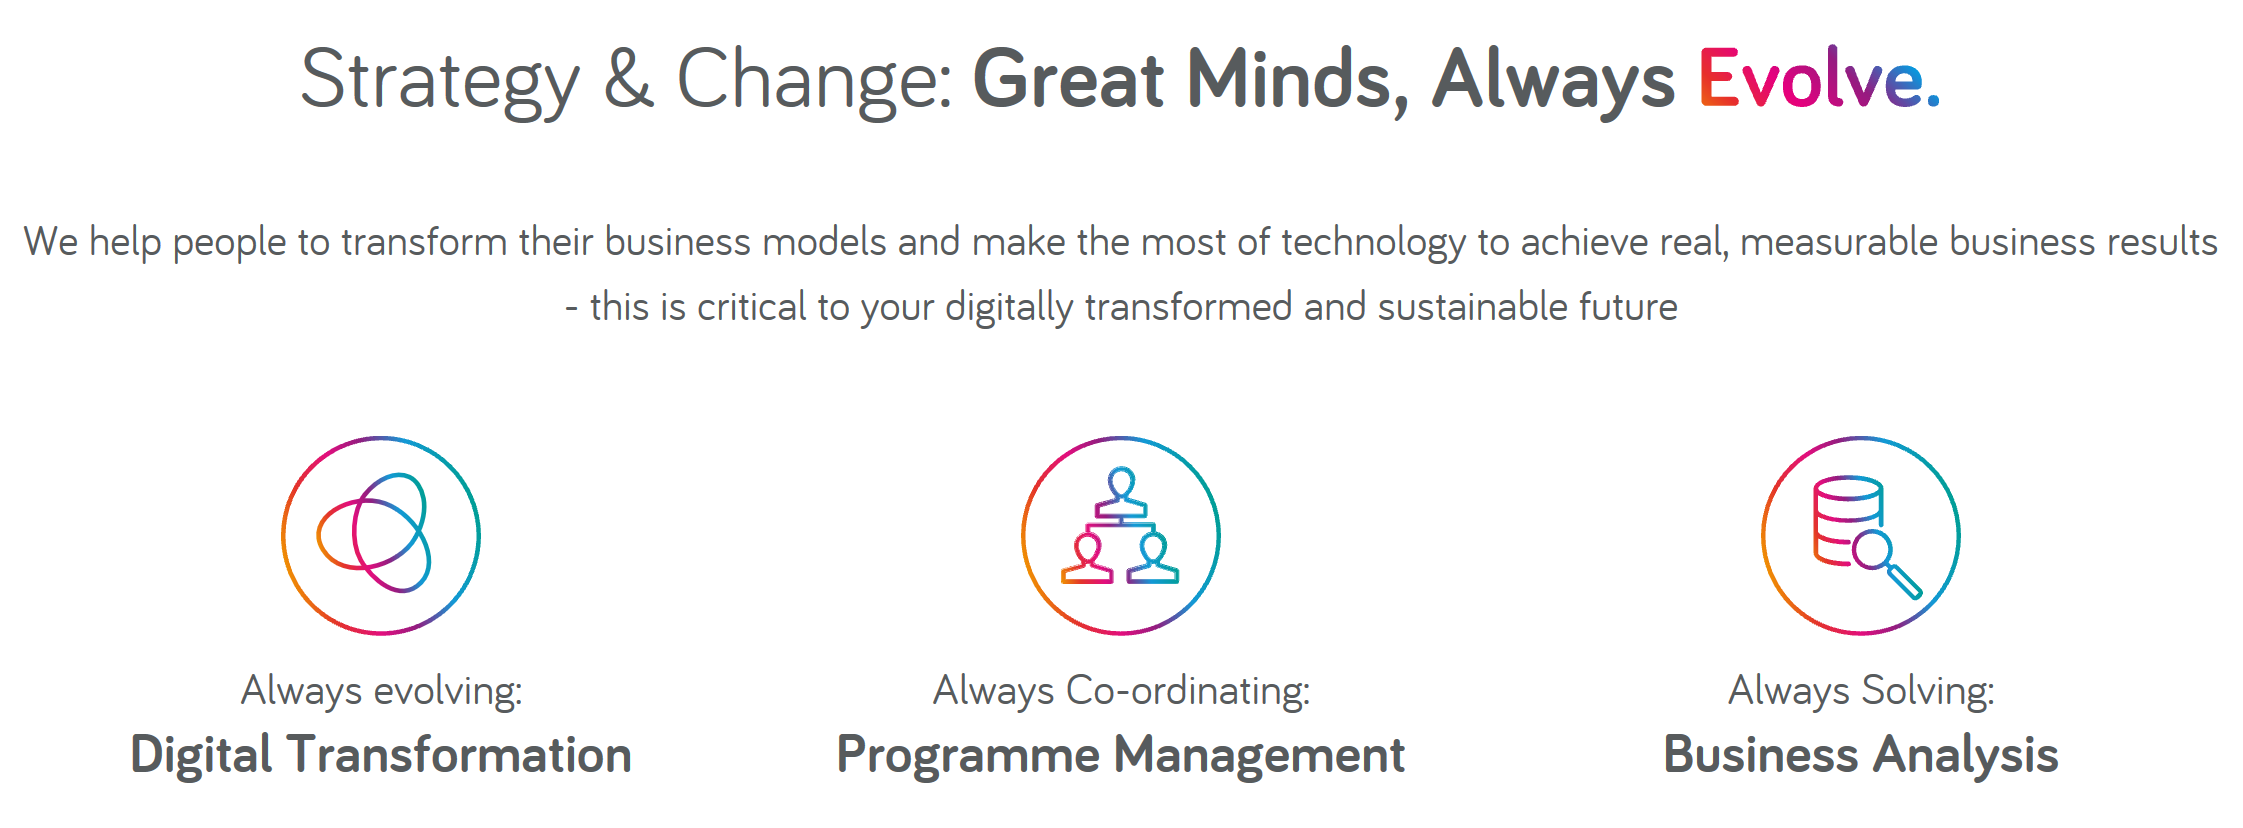 Strategy & Change: Great Minds, Always Evolve.
We help people to transform their business models and make the most of technology to achieve real, measurable business results
- this is critical to your digitally transformed and sustainable future
Always evolving:
Digital Transformation
Always Co-ordinating:
Programme Management
Always Solving:
Business Analysis